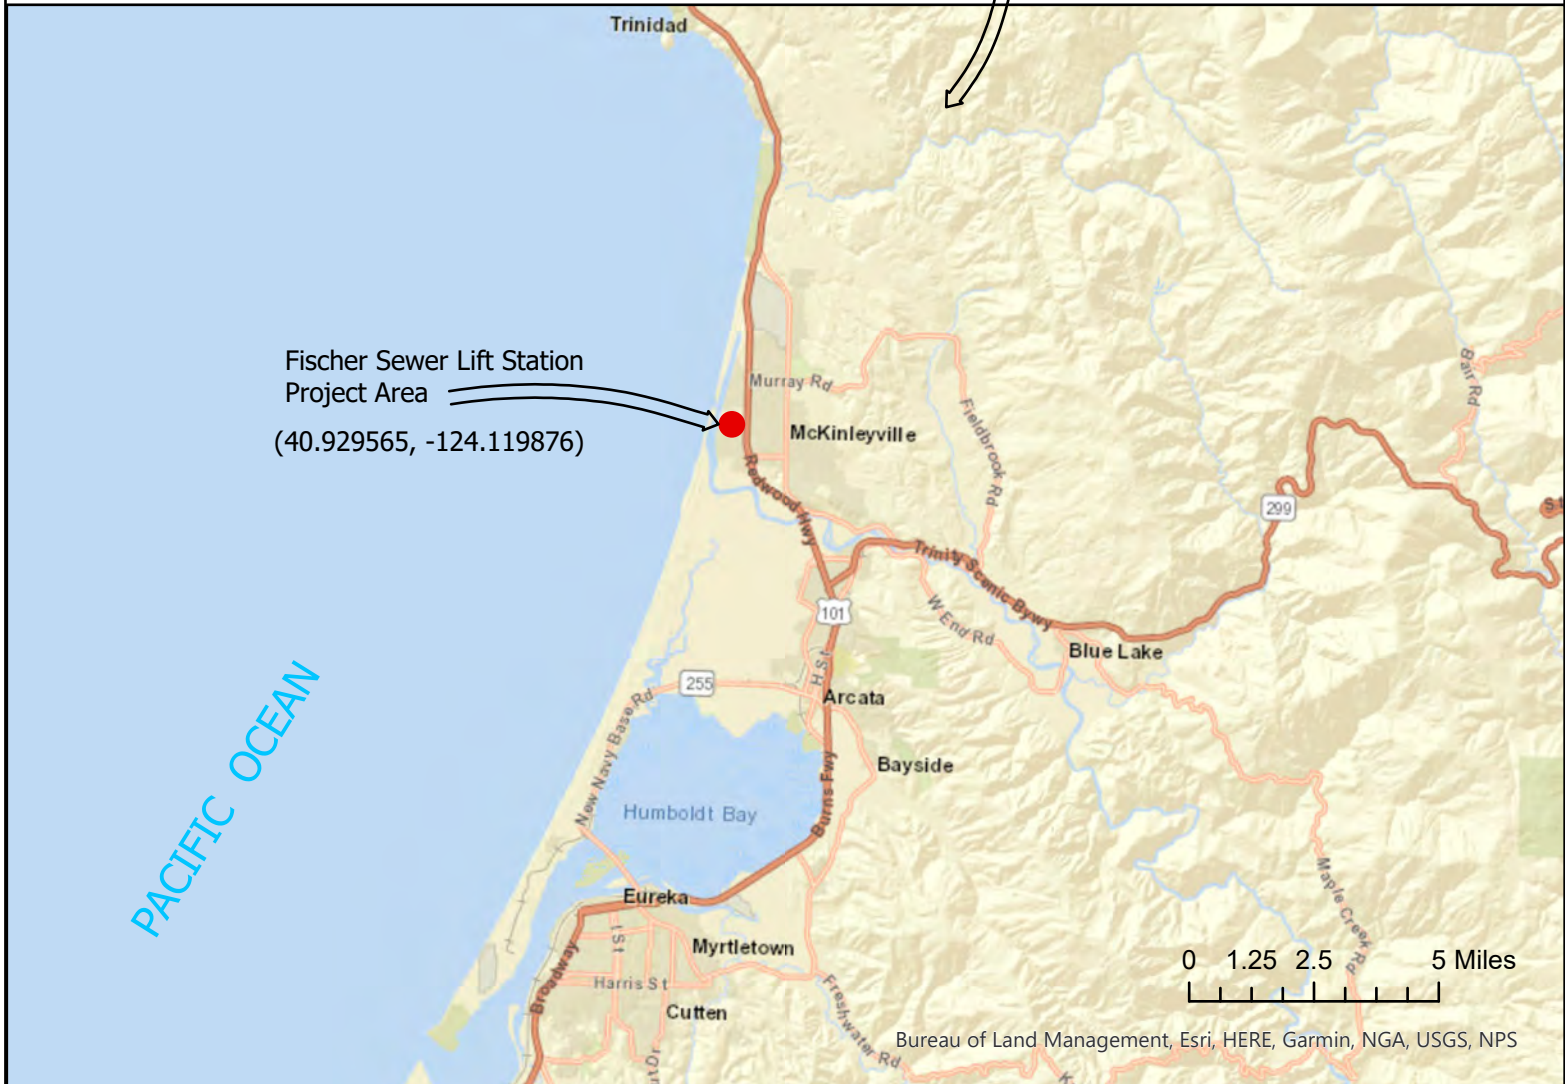 Trinidad
Fischer Sewer Lift Station
Project Area
(40.929565, -124.119876)
Murray Rd
McKinleyville
Fieldbrook Rd
Bair Rd
Redwood Hwy
299
Trinity Scenic Bywy
101
W End Rd
Blue Lake
255
H St
Arcata
New Navy Base Rd
Bayside
Burns Fwy
Humboldt Bay
PACIFIC OCEAN
Eureka
Maple Creek Rd
I St
Myrtletown
Broadway
Harris St
Cutten
Freshwater Rd
0 1.25 2.5 5 Miles
Bureau of Land Management, Esri, HERE, Garmin, NGA, USGS, NPS